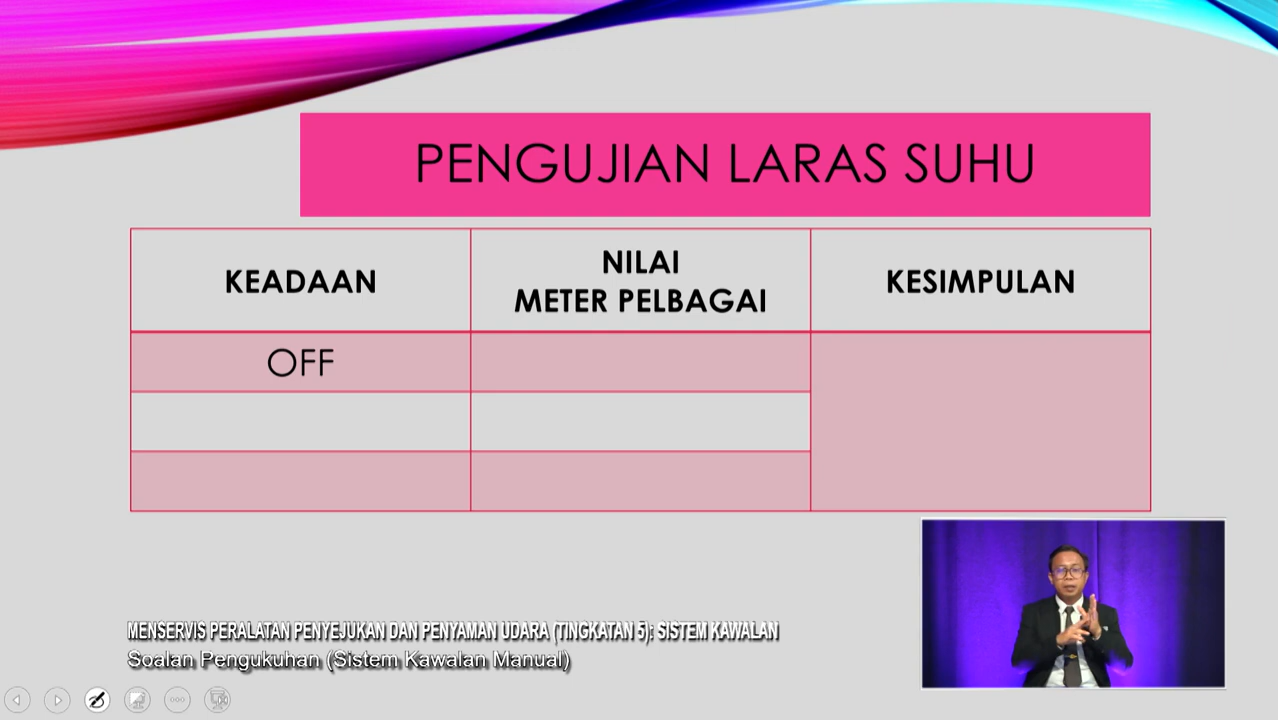 PENGUJIAN LARAS SUHU
KEADAAN
NILAI
METER PELBAGAI
KESIMPULAN
OFF
MENSERVIS PERALATAN PENYEJUKAN DAN PENYAMAN UDARA (TINGKATAN 5): SISTEM KAWALAN
Soalan Pengukuhan (Sistem Kawalan Manual)